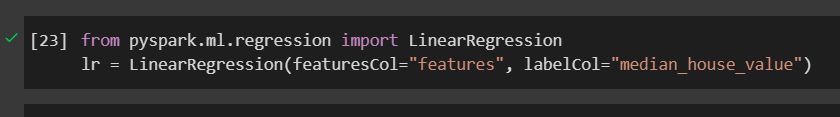 [23] from pyspark.ml.regression import LinearRegression
lr = LinearRegression(featuresCol="features", labelCol="median_house_value")